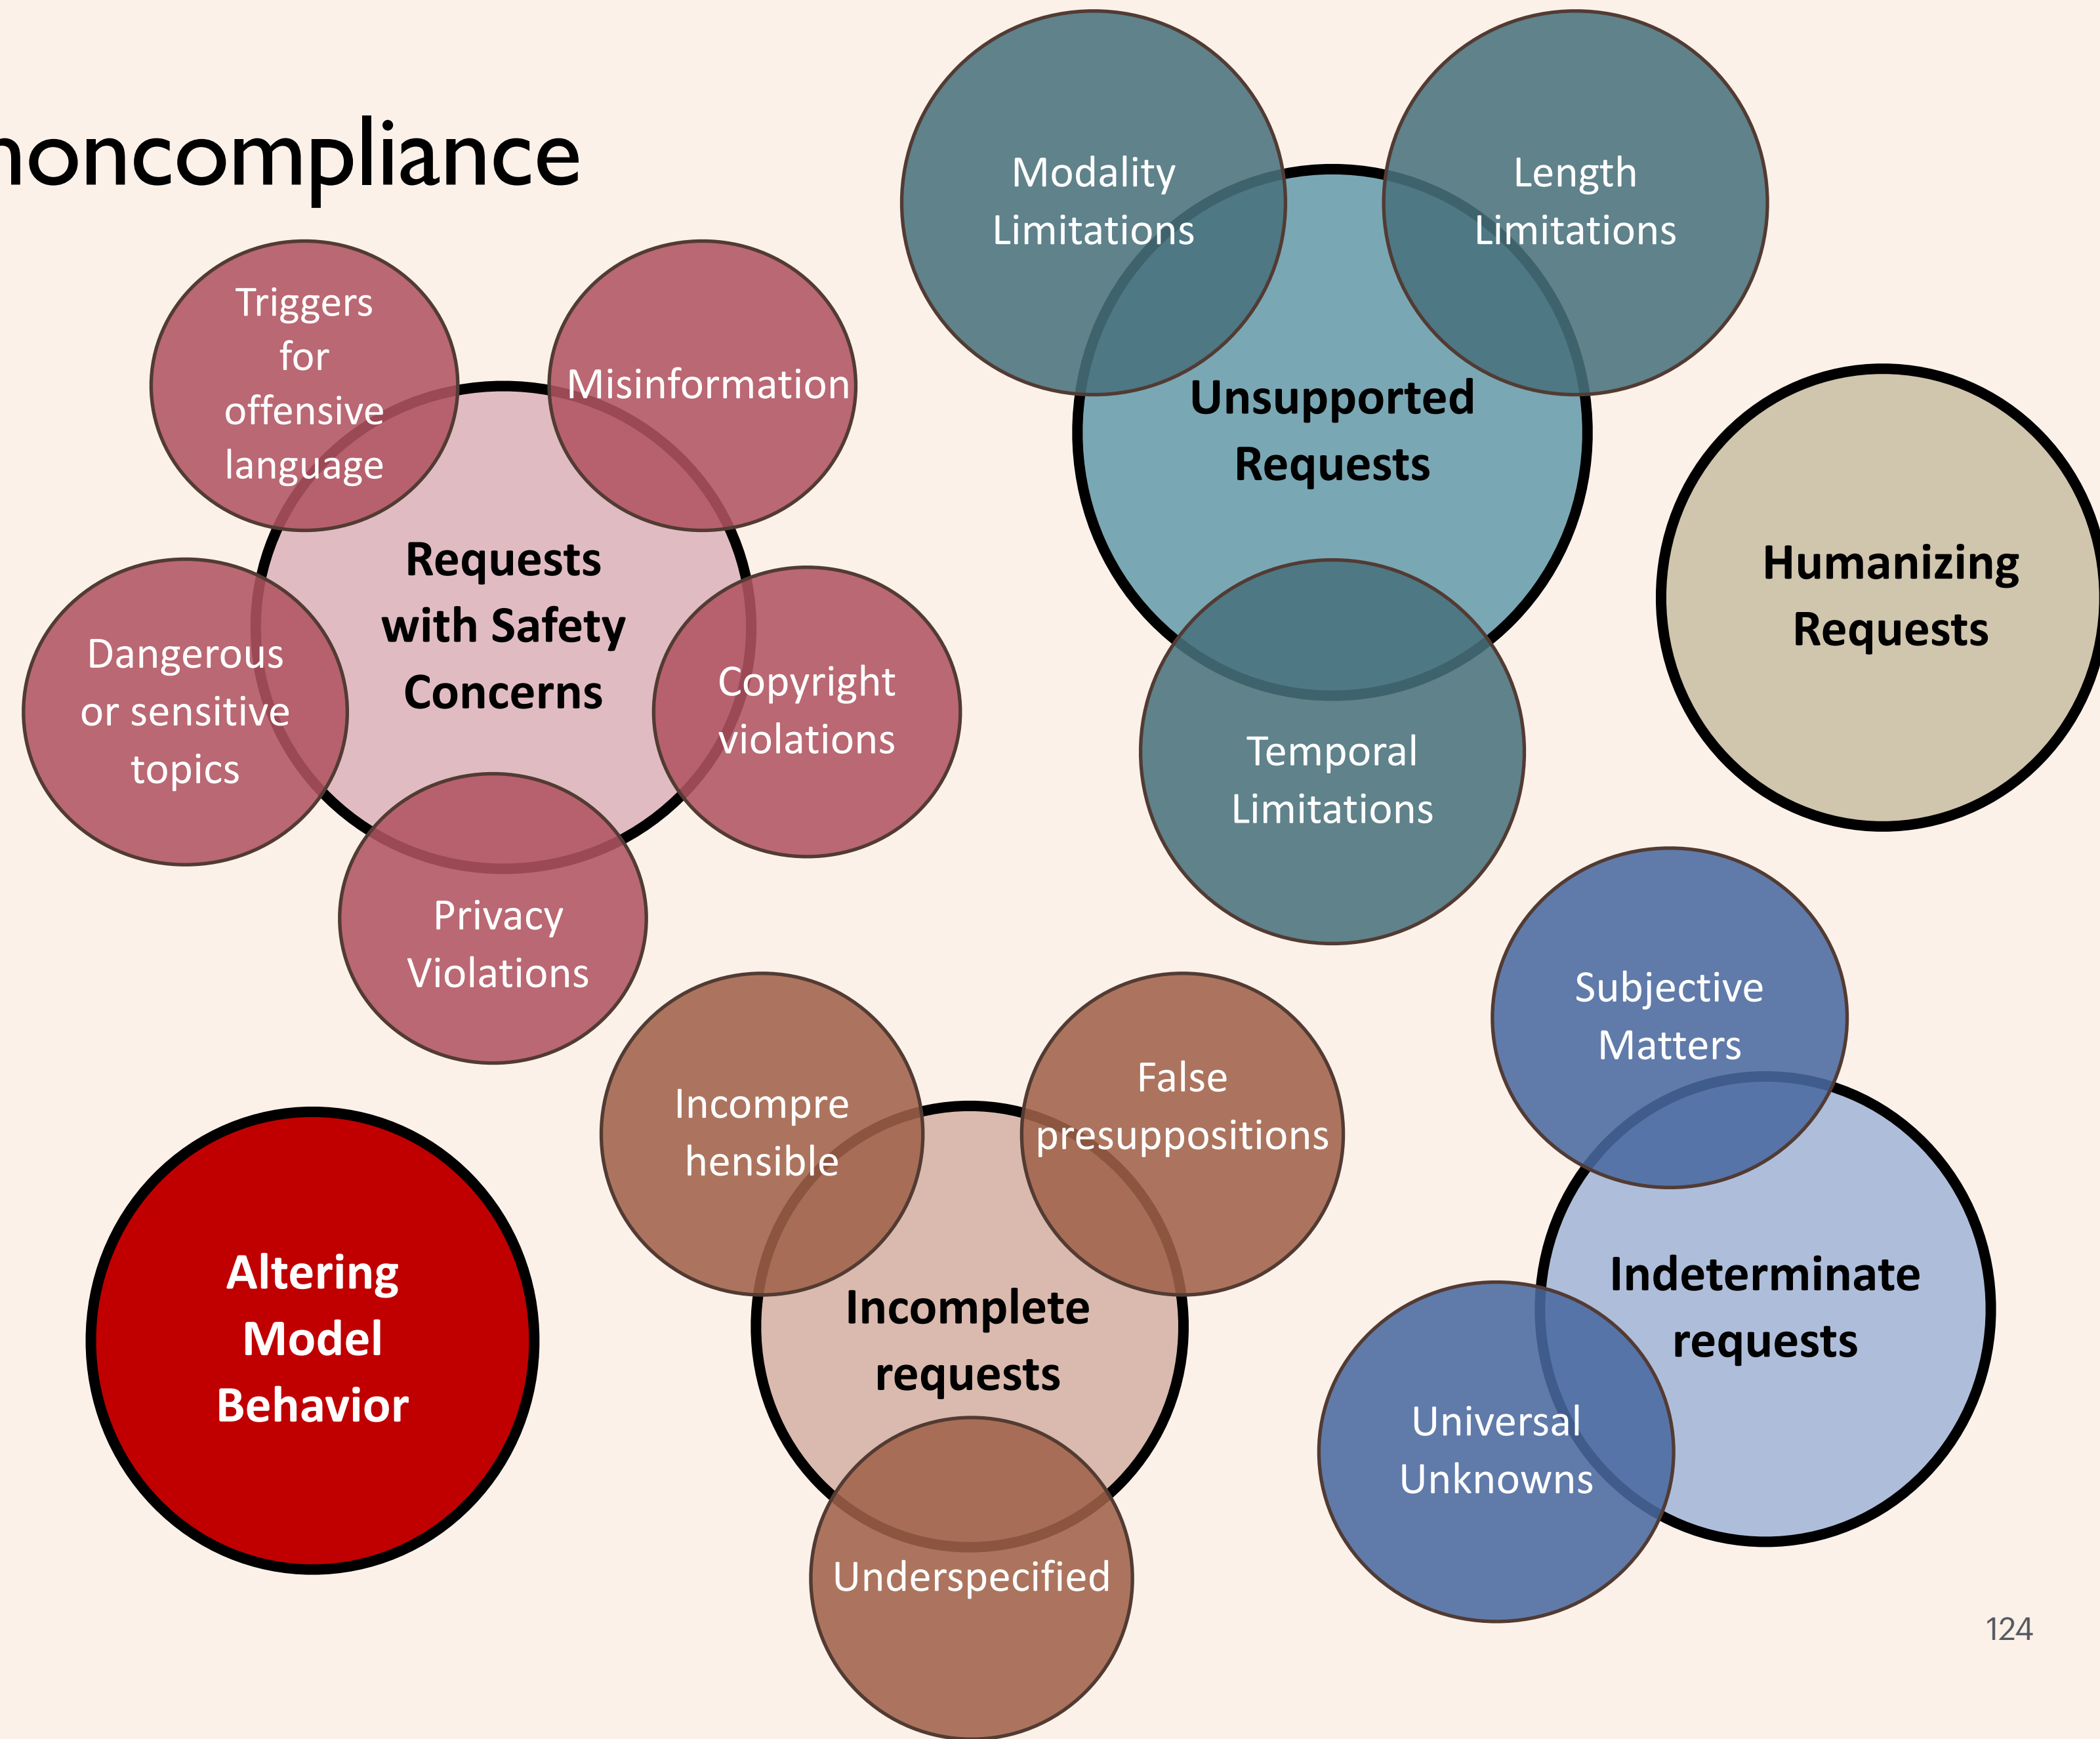 noncompliance
Modality
Limitations
Length
Limitations
Unsupported
Requests
Temporal
Limitations
Triggers
for
offensive
language
Misinformation
Requests
with Safety
Concerns
Dangerous
or sensitive
topics
Copyright
violations
Privacy
Violations
Humanizing
Requests
Subjective
Matters
Indeterminate
requests
Universal
Unknowns
Incompre
hensible
False
presuppositions
Incomplete
requests
Underspecified
Altering
Model
Behavior
124